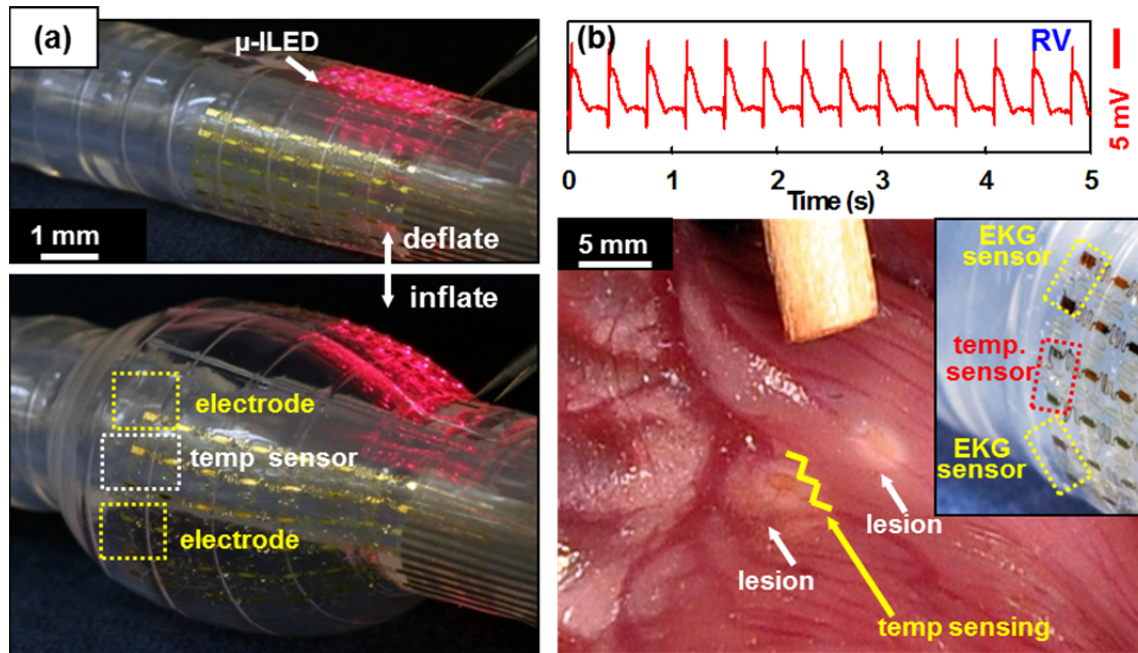 (a)
μ-ILED
1 mm
deflate
inflate
electrode
temp sensor
electrode
(b)
RV
5 mV
0 1 2 3 4 5
Time (s)
5 mm
EKG
sensor
temp.
sensor
EKG
sensor
lesion
lesion
temp sensing